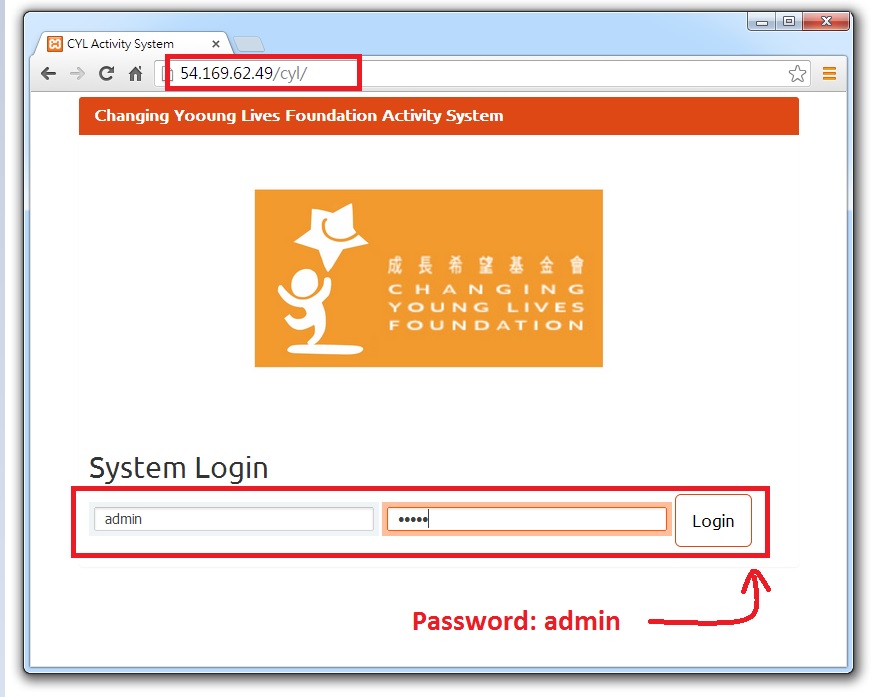 CYL Activity System
54.169.62.49/cyl/
Changing Yooung Lives Foundation Activity System
成長希望基金會
CHANGING
YOUNG LIVES
FOUNDATION
System Login
admin
•••••
Login
Password: admin